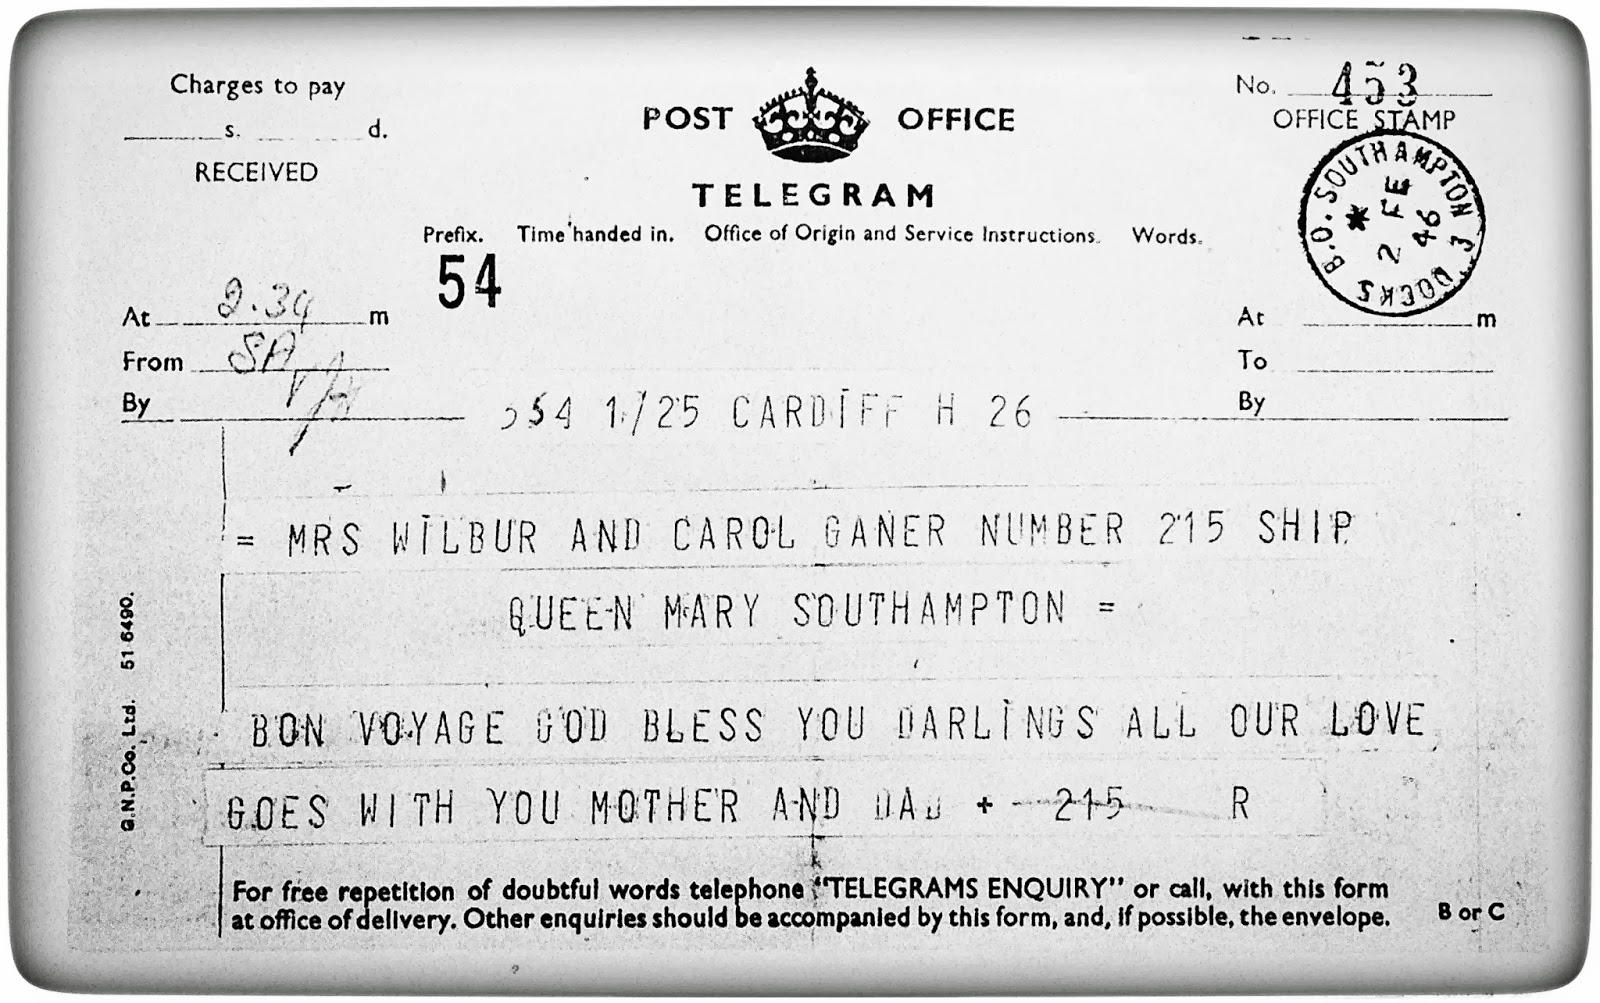 Charges to pay
s. d.
RECEIVED
POST OFFICE
TELEGRAM
Prefix. Time handed in. Office of Origin and Service Instructions. Words.
54
No. 453
OFFICE STAMP
B.O. SOUTHAMPTON 3 DOCKS
* 2 FE 46
At 2.39 m
From SA
By
At m
To
By
1/25 CARDIFF H 26
= MRS WILBUR AND CAROL GANER NUMBER 215 SHIP
QUEEN MARY SOUTHAMPTON =
BON VOYAGE GOD BLESS YOU DARLINGS ALL OUR LOVE
GOES WITH YOU MOTHER AND DAD + 215 R
For free repetition of doubtful words telephone "TELEGRAMS ENQUIRY" or call, with this form
at office of delivery. Other enquiries should be accompanied by this form, and, if possible, the envelope.
B or C
G.N.P.Co. Ltd. 51-6490.